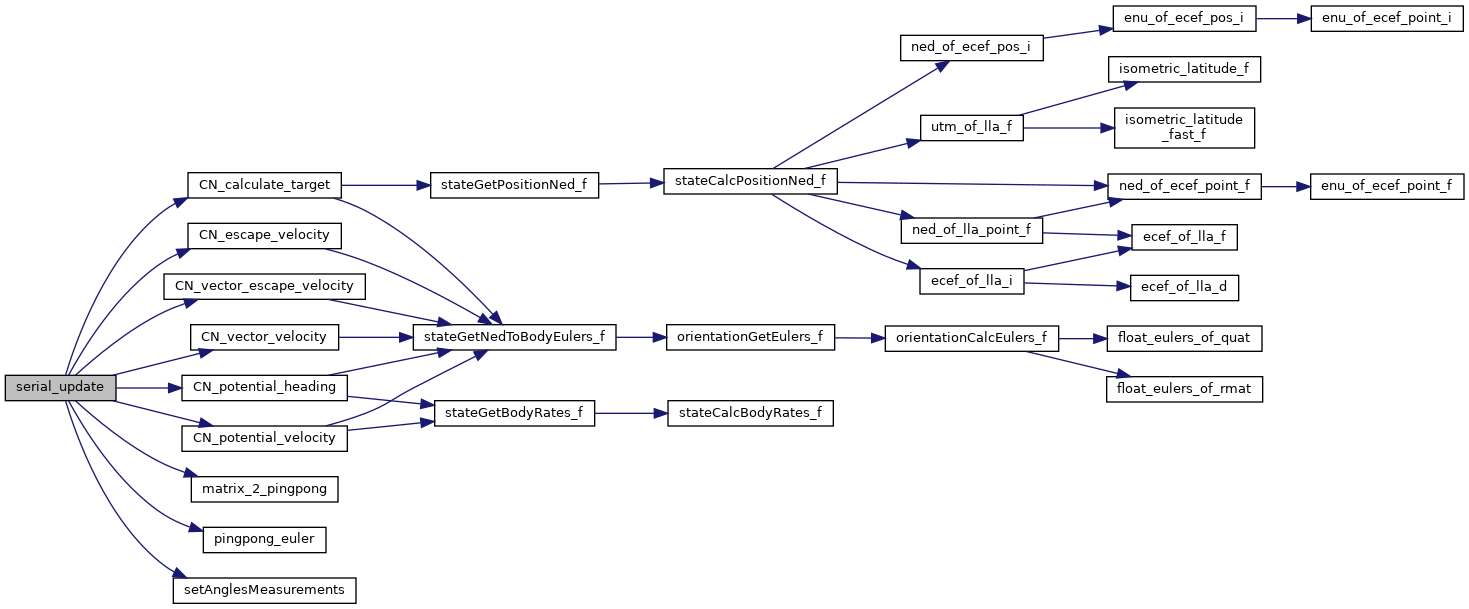 serial_update
CN_calculate_target
CN_escape_velocity
CN_vector_escape_velocity
CN_vector_velocity
CN_potential_heading
CN_potential_velocity
matrix_2_pingpong
pingpong_euler
setAnglesMeasurements
stateGetPositionNed_f
stateGetNedToBodyEulers_f
stateGetBodyRates_f
stateCalcPositionNed_f
orientationGetEulers_f
stateCalcBodyRates_f
ned_of_ecef_pos_i
utm_of_lla_f
ned_of_lla_point_f
ecef_of_lla_i
orientationCalcEulers_f
enu_of_ecef_pos_i
isometric_latitude_f
isometric_latitude
_fast_f
ned_of_ecef_point_f
ecef_of_lla_f
ecef_of_lla_d
float_eulers_of_quat
float_eulers_of_rmat
enu_of_ecef_point_i
enu_of_ecef_point_f